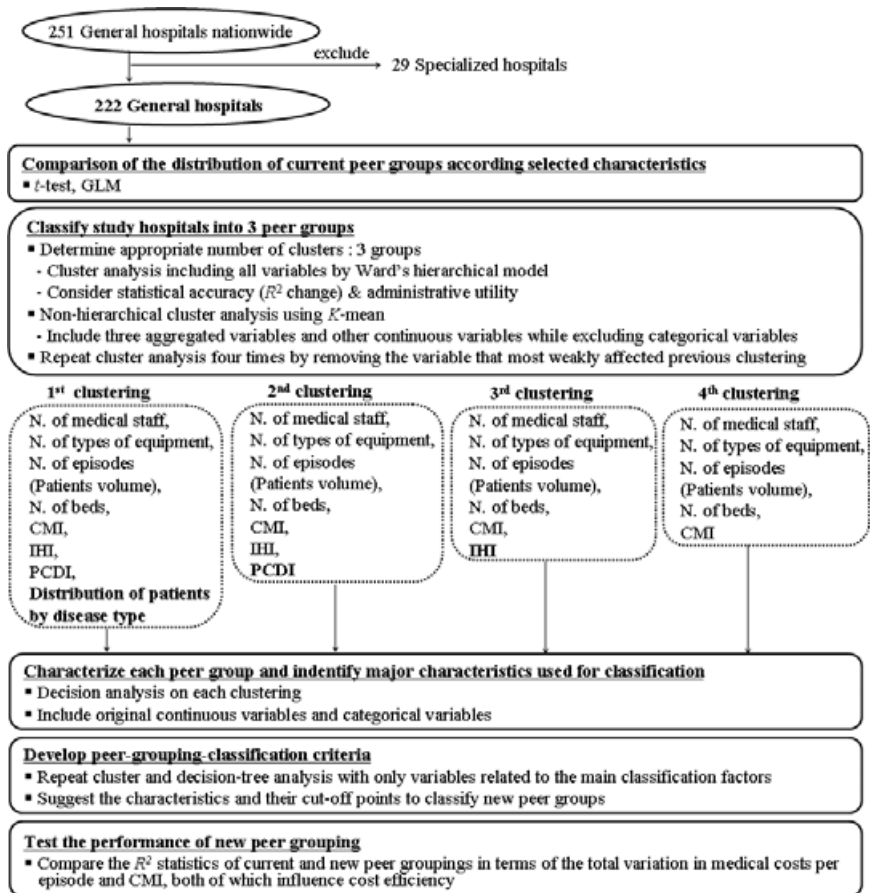 251 General hospitals nationwide
exclude
29 Specialized hospitals
222 General hospitals
Comparison of the distribution of current peer groups according selected characteristics
▪ t-test, GLM
Classify study hospitals into 3 peer groups
▪ Determine appropriate number of clusters : 3 groups
- Cluster analysis including all variables by Ward's hierarchical model
- Consider statistical accuracy (R² change) & administrative utility
▪ Non-hierarchical cluster analysis using K-mean
- Include three aggregated variables and other continuous variables while excluding categorical variables
▪ Repeat cluster analysis four times by removing the variable that most weakly affected previous clustering
1st clustering
N. of medical staff,
N. of types of equipment,
N. of episodes
(Patients volume),
N. of beds,
CMI,
IHI,
PCDI,
Distribution of patients
by disease type
2nd clustering
N. of medical staff,
N. of types of equipment,
N. of episodes
(Patients volume),
N. of beds,
CMI,
IHI,
PCDI
3rd clustering
N. of medical staff,
N. of types of equipment,
N. of episodes
(Patients volume),
N. of beds,
CMI,
IHI
4th clustering
N. of medical staff,
N. of types of equipment,
N. of episodes
(Patients volume),
N. of beds,
CMI
Characterize each peer group and indentify major characteristics used for classification
▪ Decision analysis on each clustering
▪ Include original continuous variables and categorical variables
Develop peer-grouping-classification criteria
▪ Repeat cluster and decision-tree analysis with only variables related to the main classification factors
▪ Suggest the characteristics and their cut-off points to classify new peer groups
Test the performance of new peer grouping
▪ Compare the R² statistics of current and new peer groupings in terms of the total variation in medical costs per
episode and CMI, both of which influence cost efficiency